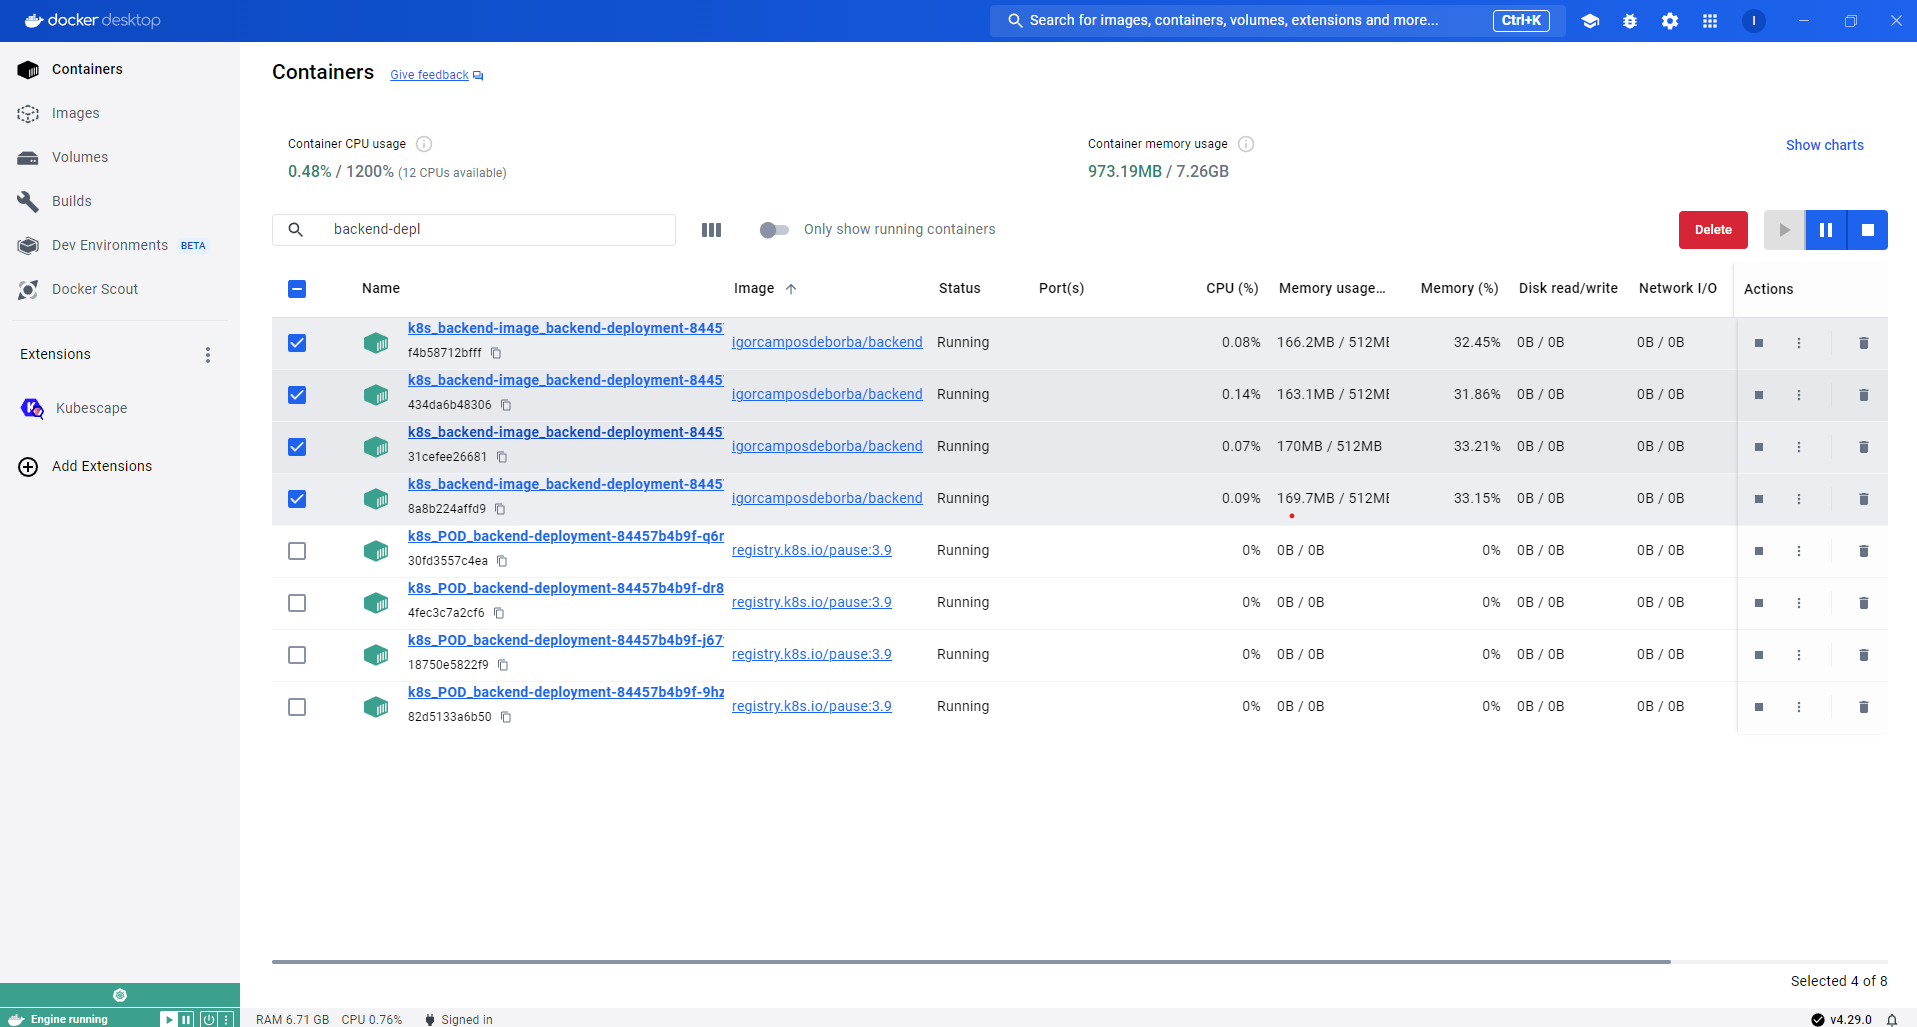 docker desktop
Search for images, containers, volumes, extensions and more...
Ctrl+K
I
Containers
Images
Volumes
Builds
Dev Environments BETA
Docker Scout
Extensions
Kubescape
Add Extensions
Containers Give feedback
Container CPU usage
0.48% / 1200% (12 CPUs available)
Container memory usage
973.19MB / 7.26GB
Show charts
backend-depl
Only show running containers
Delete
Name Image Status Port(s) CPU (%) Memory usage... Memory (%) Disk read/write Network I/O Actions
k8s_backend-image_backend-deployment-8445
f4b58712bfff
igorcamposdeborba/backend Running 0.08% 166.2MB / 512ME 32.45% 0B / 0B 0B / 0B
k8s_backend-image_backend-deployment-8445
434da6b48306
igorcamposdeborba/backend Running 0.14% 163.1MB / 512ME 31.86% 0B / 0B 0B / 0B
k8s_backend-image_backend-deployment-8445
31cefee26681
igorcamposdeborba/backend Running 0.07% 170MB / 512MB 33.21% 0B / 0B 0B / 0B
k8s_backend-image_backend-deployment-8445
8a8b224affd9
igorcamposdeborba/backend Running 0.09% 169.7MB / 512ME 33.15% 0B / 0B 0B / 0B
k8s_POD_backend-deployment-84457b4b9f-q6r
30fd3557c4ea
registry.k8s.io/pause:3.9 Running 0% 0B / 0B 0% 0B / 0B 0B / 0B
k8s_POD_backend-deployment-84457b4b9f-dr8
4fec3c7a2cf6
registry.k8s.io/pause:3.9 Running 0% 0B / 0B 0% 0B / 0B 0B / 0B
k8s_POD_backend-deployment-84457b4b9f-j67
18750e5822f9
registry.k8s.io/pause:3.9 Running 0% 0B / 0B 0% 0B / 0B 0B / 0B
k8s_POD_backend-deployment-84457b4b9f-9hz
82d5133a6b50
registry.k8s.io/pause:3.9 Running 0% 0B / 0B 0% 0B / 0B 0B / 0B
Selected 4 of 8
Engine running
RAM 6.71 GB CPU 0.76% Signed in
v4.29.0